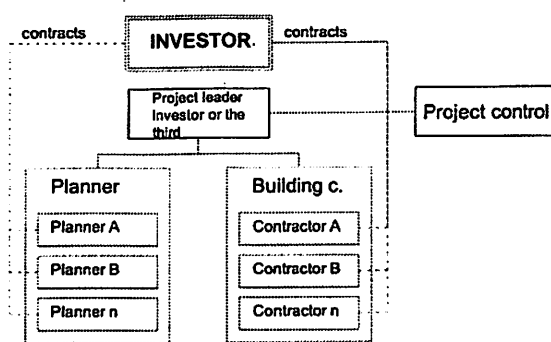 contracts
INVESTOR.
contracts
Project leader
Investor or the
third
Project control
Planner
Planner A
Planner B
Planner n
Building c.
Contractor A
Contractor B
Contractor n